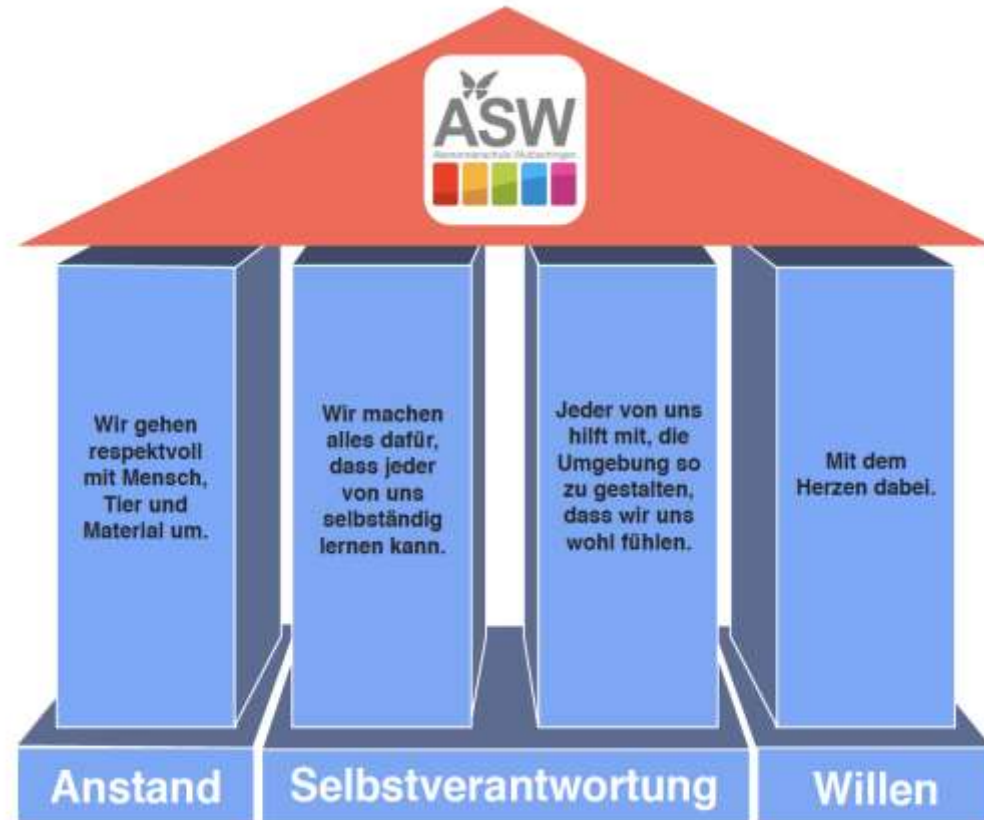 ASW
Wir gehen
respektvoll
mit Mensch,
Tier und
Material um.
Wir machen
alles dafür,
dass jeder
von uns
selbständig
lernen kann.
Jeder von uns
hilft mit, die
Umgebung so
zu gestalten,
dass wir uns
wohl fühlen.
Mit dem
Herzen dabei.
Anstand
Selbstverantwortung
Willen